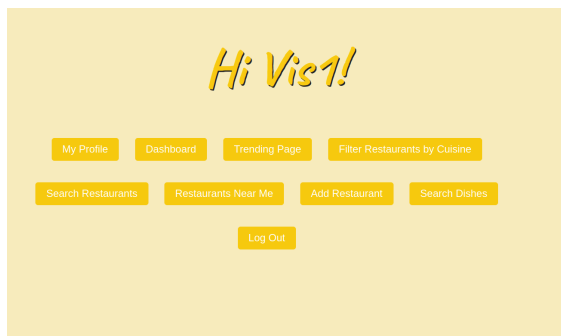 Hi Vis1!
My Profile Dashboard Trending Page Filter Restaurants by Cuisine
Search Restaurants Restaurants Near Me Add Restaurant Search Dishes
Log Out